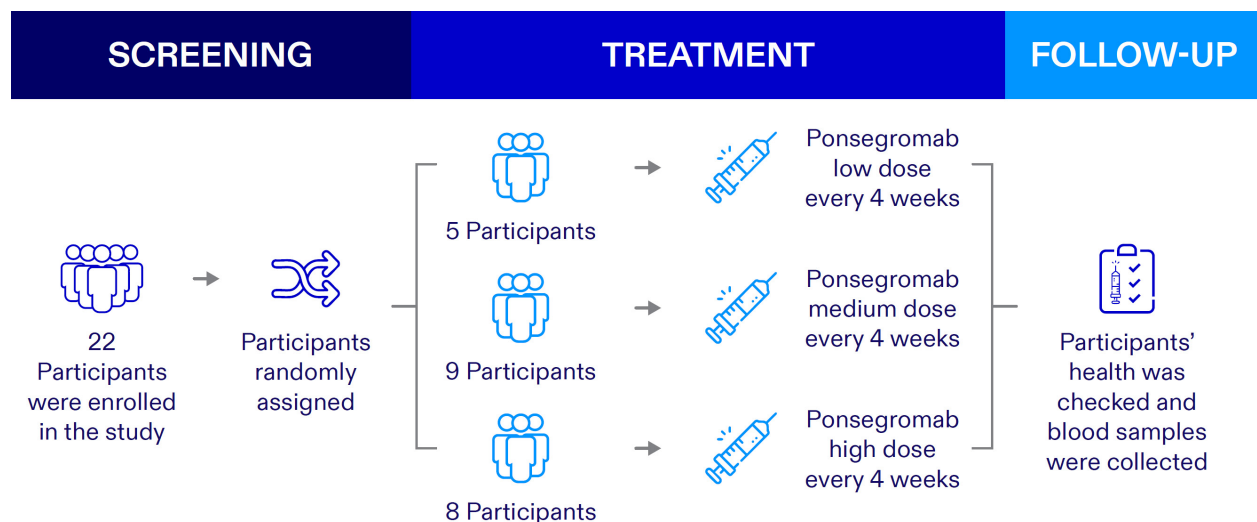 SCREENING
TREATMENT
FOLLOW-UP
22
Participants
were enrolled
in the study
Participants
randomly
assigned
5 Participants
Ponsegromab
low dose
every 4 weeks
9 Participants
Ponsegromab
medium dose
every 4 weeks
8 Participants
Ponsegromab
high dose
every 4 weeks
Participants’
health was
checked and
blood samples
were collected